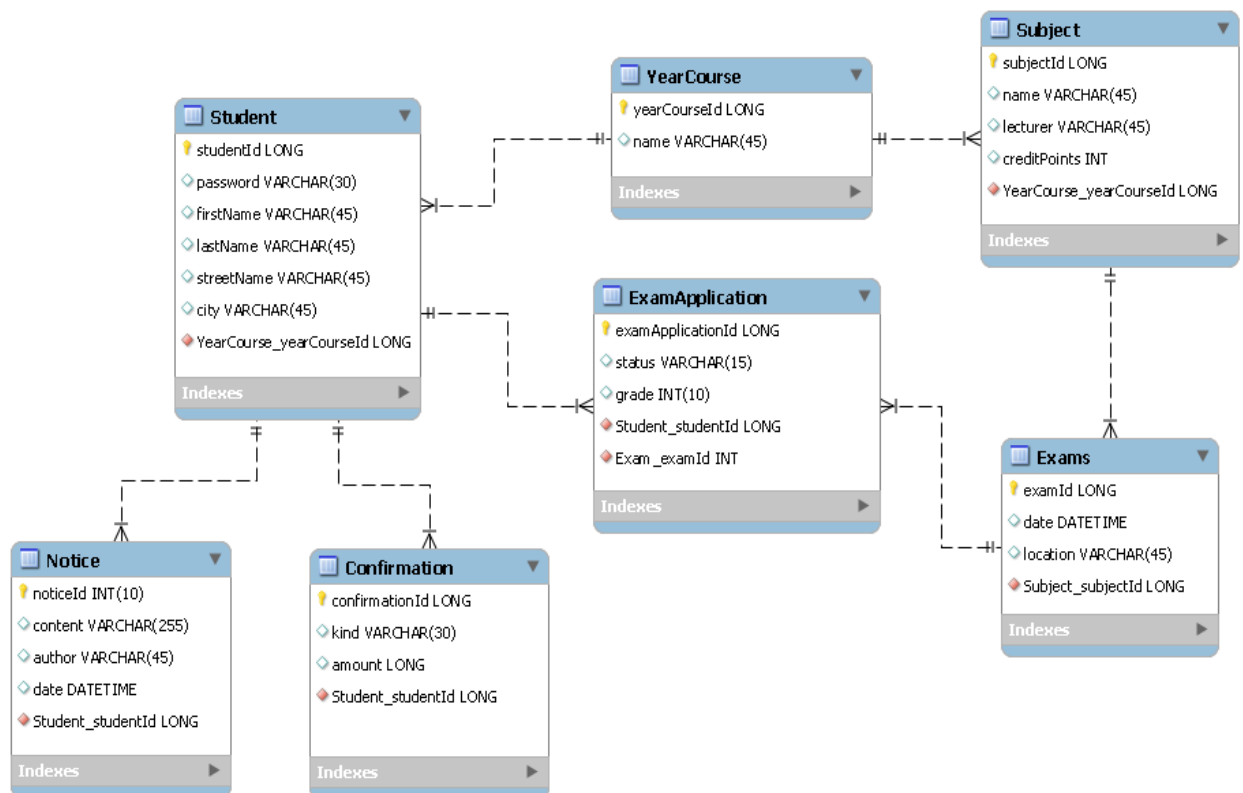 Student
studentId LONG
password VARCHAR(30)
firstName VARCHAR(45)
lastName VARCHAR(45)
streetName VARCHAR(45)
city VARCHAR(45)
YearCourse_yearCourseId LONG
Indexes
YearCourse
yearCourseId LONG
name VARCHAR(45)
Indexes
Subject
subjectId LONG
name VARCHAR(45)
lecturer VARCHAR(45)
creditPoints INT
YearCourse_yearCourseId LONG
Indexes
ExamApplication
examApplicationId LONG
status VARCHAR(15)
grade INT(10)
Student_studentId LONG
Exam_examId INT
Indexes
Exams
examId LONG
date DATETIME
location VARCHAR(45)
Subject_subjectId LONG
Indexes
Notice
noticeId INT(10)
content VARCHAR(255)
author VARCHAR(45)
date DATETIME
Student_studentId LONG
Indexes
Confirmation
confirmationId LONG
kind VARCHAR(30)
amount LONG
Student_studentId LONG
Indexes